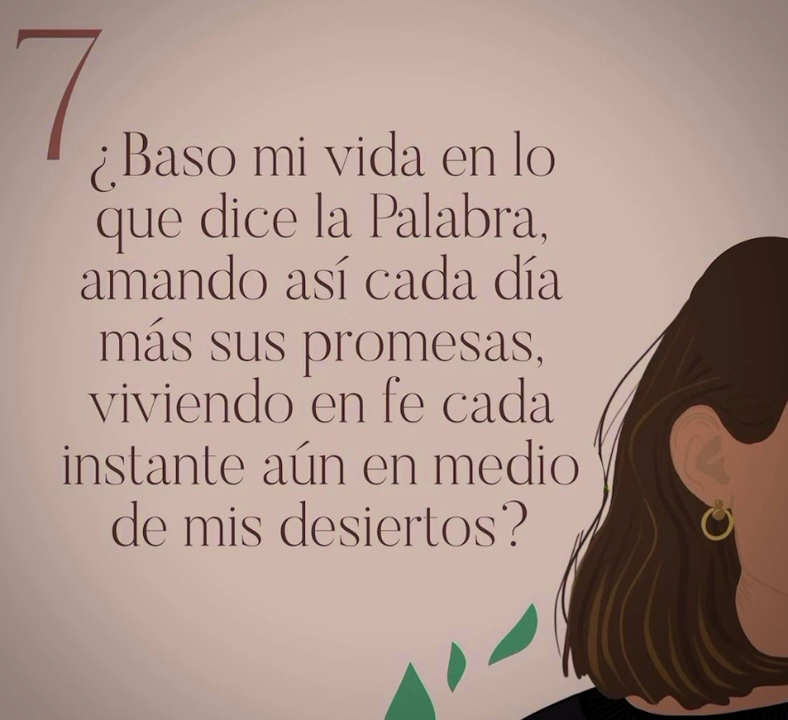 7
¿Baso mi vida en lo
que dice la Palabra,
amando así cada día
más sus promesas,
viviendo en fe cada
instante aún en medio
de mis desiertos?